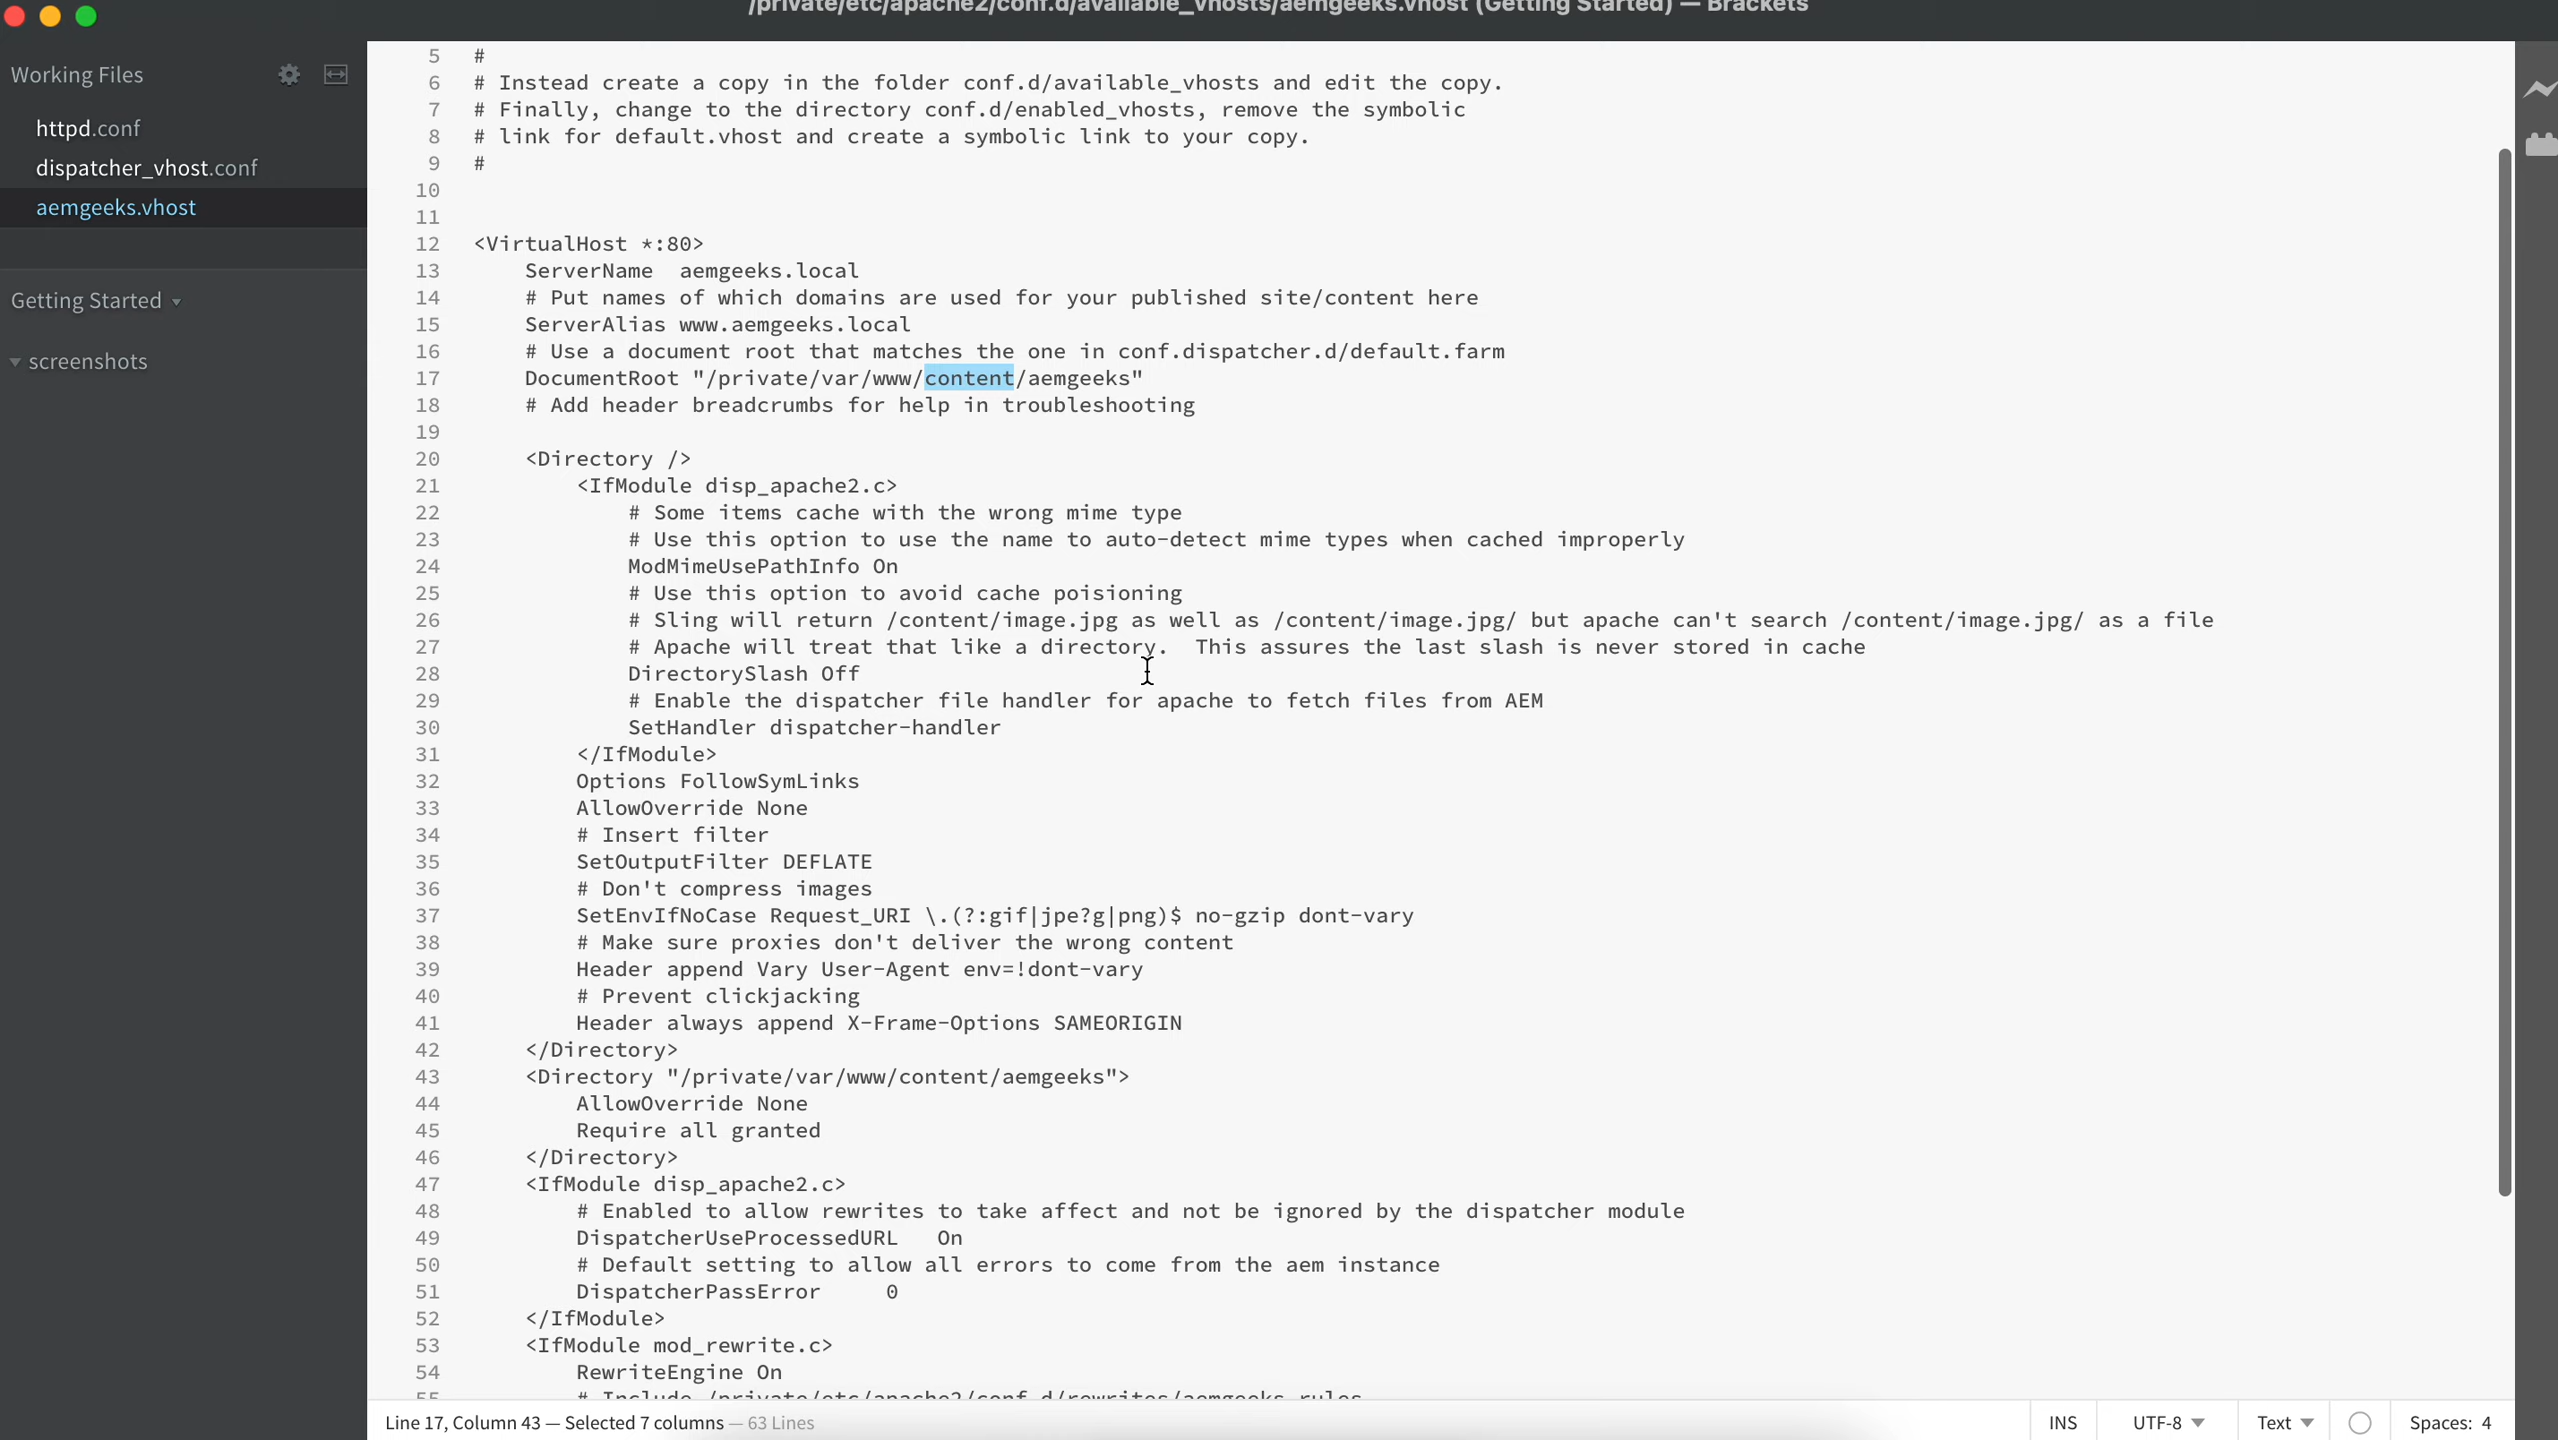 /private/etc/apache2/conf.d/available_vhosts/aemgeeks.vhost (Getting Started) — Brackets
Working Files
httpd.conf
dispatcher_vhost.conf
aemgeeks.vhost
Getting Started
screenshots
5 #
6 # Instead create a copy in the folder conf.d/available_vhosts and edit the copy.
7 # Finally, change to the directory conf.d/enabled_vhosts, remove the symbolic
8 # link for default.vhost and create a symbolic link to your copy.
9 #
10
11
12 <VirtualHost *:80>
13     ServerName  aemgeeks.local
14     # Put names of which domains are used for your published site/content here
15     ServerAlias www.aemgeeks.local
16     # Use a document root that matches the one in conf.dispatcher.d/default.farm
17     DocumentRoot "/private/var/www/content/aemgeeks"
18     # Add header breadcrumbs for help in troubleshooting
19
20     <Directory />
21         <IfModule disp_apache2.c>
22             # Some items cache with the wrong mime type
23             # Use this option to use the name to auto-detect mime types when cached improperly
24             ModMimeUsePathInfo On
25             # Use this option to avoid cache poisioning
26             # Sling will return /content/image.jpg as well as /content/image.jpg/ but apache can't search /content/image.jpg/ as a file
27             # Apache will treat that like a directory.  This assures the last slash is never stored in cache
28             DirectorySlash Off
29             # Enable the dispatcher file handler for apache to fetch files from AEM
30             SetHandler dispatcher-handler
31         </IfModule>
32         Options FollowSymLinks
33         AllowOverride None
34         # Insert filter
35         SetOutputFilter DEFLATE
36         # Don't compress images
37         SetEnvIfNoCase Request_URI \.(?:gif|jpe?g|png)$ no-gzip dont-vary
38         # Make sure proxies don't deliver the wrong content
39         Header append Vary User-Agent env=!dont-vary
40         # Prevent clickjacking
41         Header always append X-Frame-Options SAMEORIGIN
42     </Directory>
43     <Directory "/private/var/www/content/aemgeeks">
44         AllowOverride None
45         Require all granted
46     </Directory>
47     <IfModule disp_apache2.c>
48         # Enabled to allow rewrites to take affect and not be ignored by the dispatcher module
49         DispatcherUseProcessedURL   On
50         # Default setting to allow all errors to come from the aem instance
51         DispatcherPassError     0
52     </IfModule>
53     <IfModule mod_rewrite.c>
54         RewriteEngine On
55         # Include /private/etc/apache2/conf.d/rewrites/aemgeeks.rules
Line 17, Column 43 — Selected 7 columns — 63 Lines
INS
UTF-8
Text
Spaces: 4